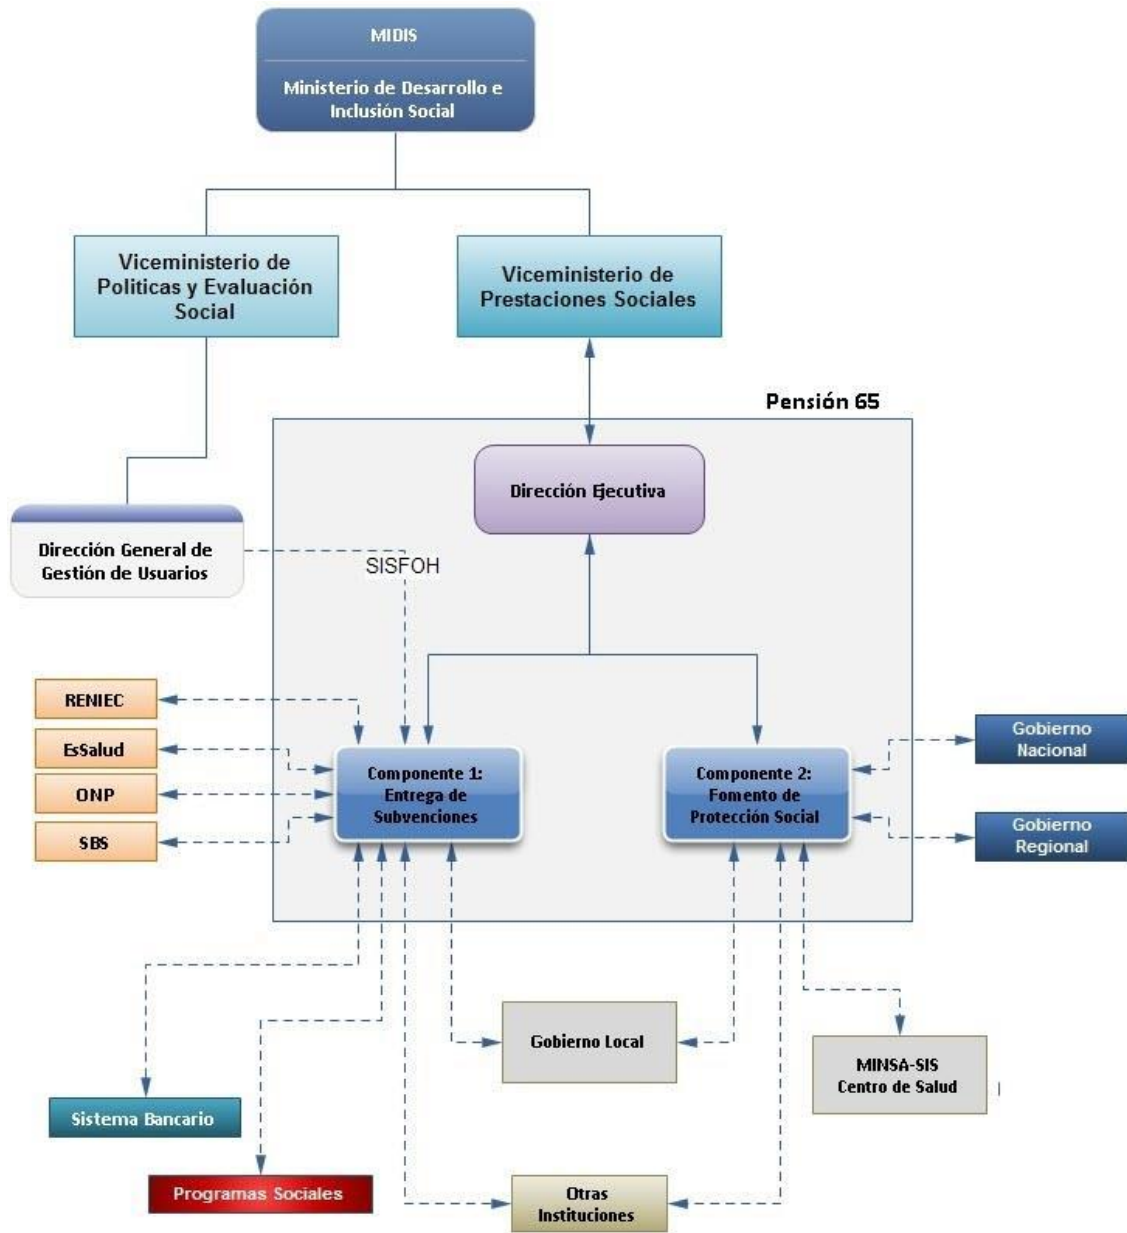 MIDIS
Ministerio de Desarrollo e
Inclusión Social
Viceministerio de
Politicas y Evaluación
Social
Viceministerio de
Prestaciones Sociales
Pensión 65
Dirección Ejecutiva
Dirección General de
Gestión de Usuarios
SISFOH
RENIEC
EsSalud
ONP
SBS
Componente 1:
Entrega de
Subvenciones
Componente 2:
Fomento de
Protección Social
Gobierno
Nacional
Gobierno
Regional
Gobierno Local
MINSA-SIS
Centro de Salud
Sistema Bancario
Programas Sociales
Otras
Instituciones